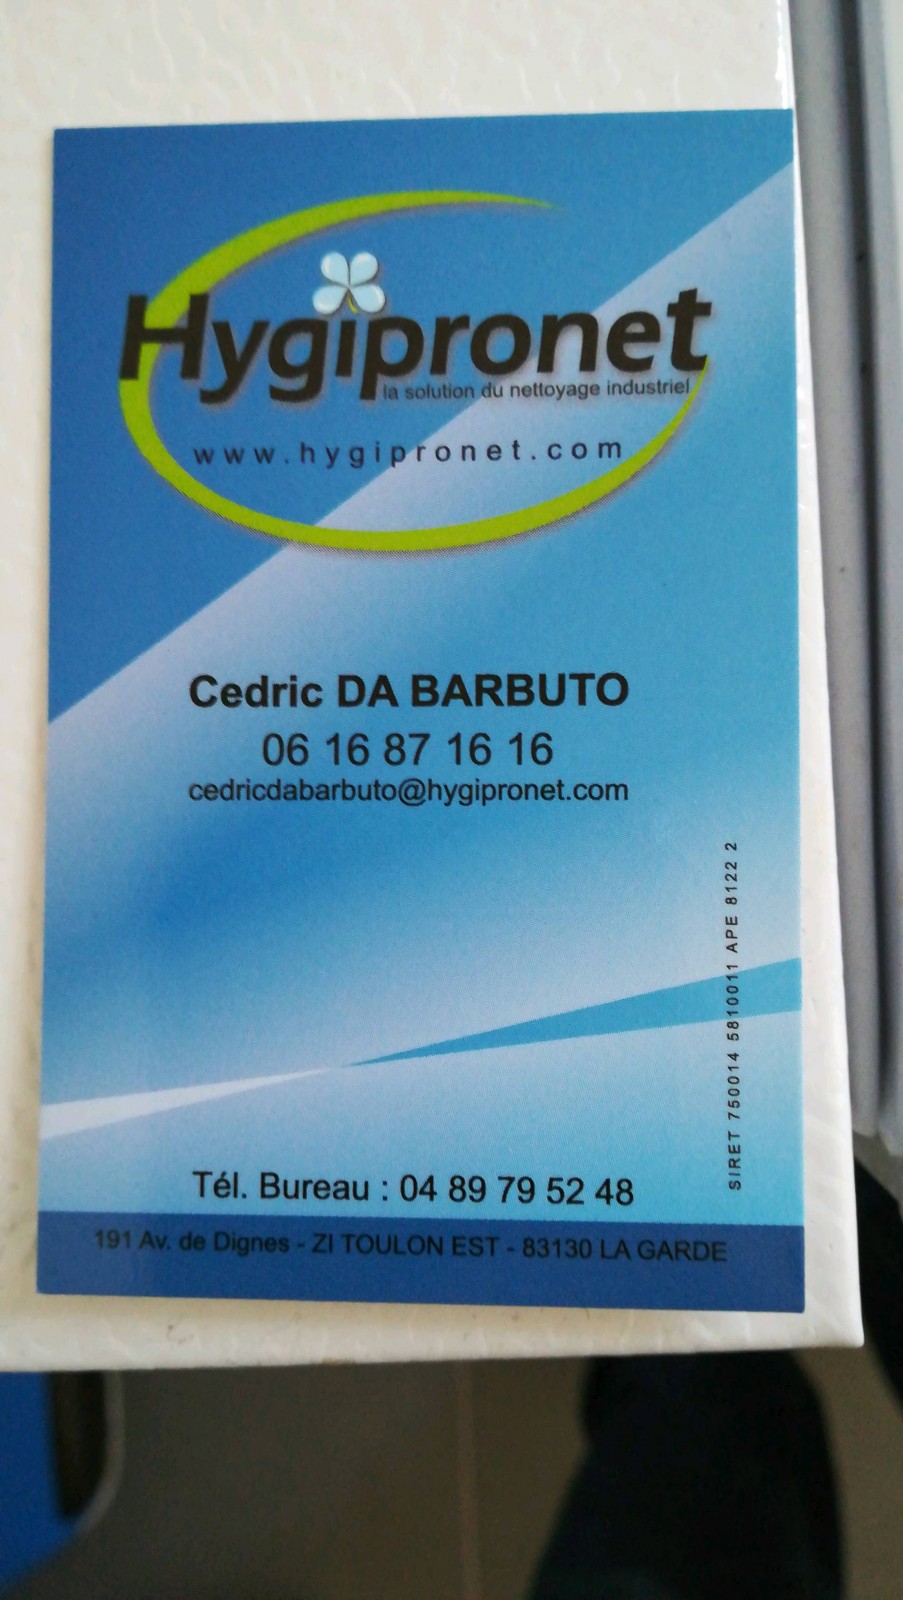 Hygipronet
la solution du nettoyage industriel
www.hygipronet.com
Cedric DA BARBUTO
06 16 87 16 16
cedricdabarbuto@hygipronet.com
SIRET 750014 5810011 APE 8122 2
Tél. Bureau : 04 89 79 52 48
191 Av. de Dignes - ZI TOULON EST - 83130 LA GARDE